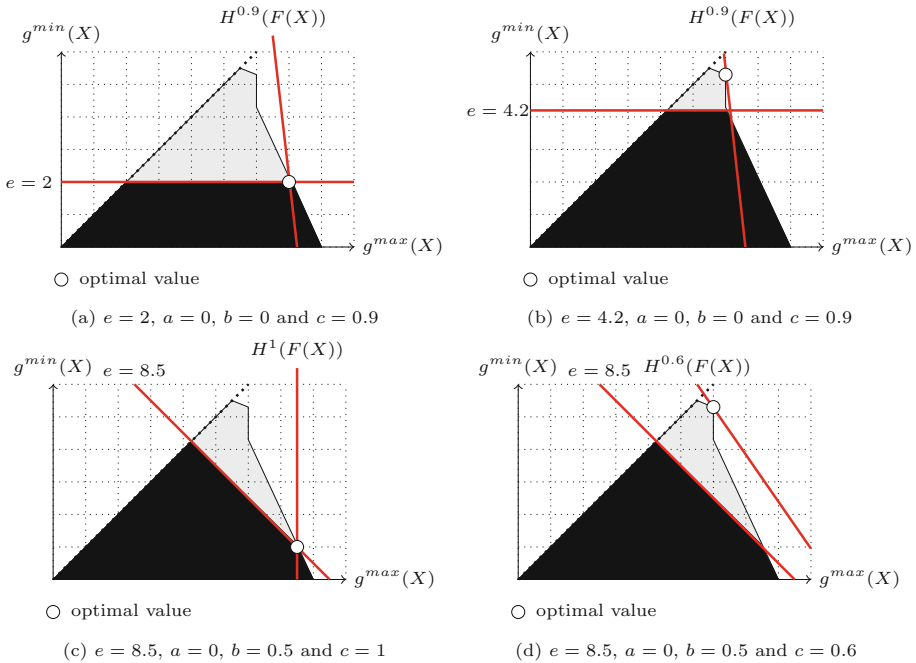 H^{0.9}(F(X))
g^{min}(X)
e = 2
g^{max}(X)
optimal value
(a) e = 2, a = 0, b = 0 and c = 0.9
H^{0.9}(F(X))
g^{min}(X)
e = 4.2
g^{max}(X)
optimal value
(b) e = 4.2, a = 0, b = 0 and c = 0.9
H^{1}(F(X))
g^{min}(X)
e = 8.5
g^{max}(X)
optimal value
(c) e = 8.5, a = 0, b = 0.5 and c = 1
g^{min}(X)
e = 8.5
H^{0.6}(F(X))
g^{max}(X)
optimal value
(d) e = 8.5, a = 0, b = 0.5 and c = 0.6